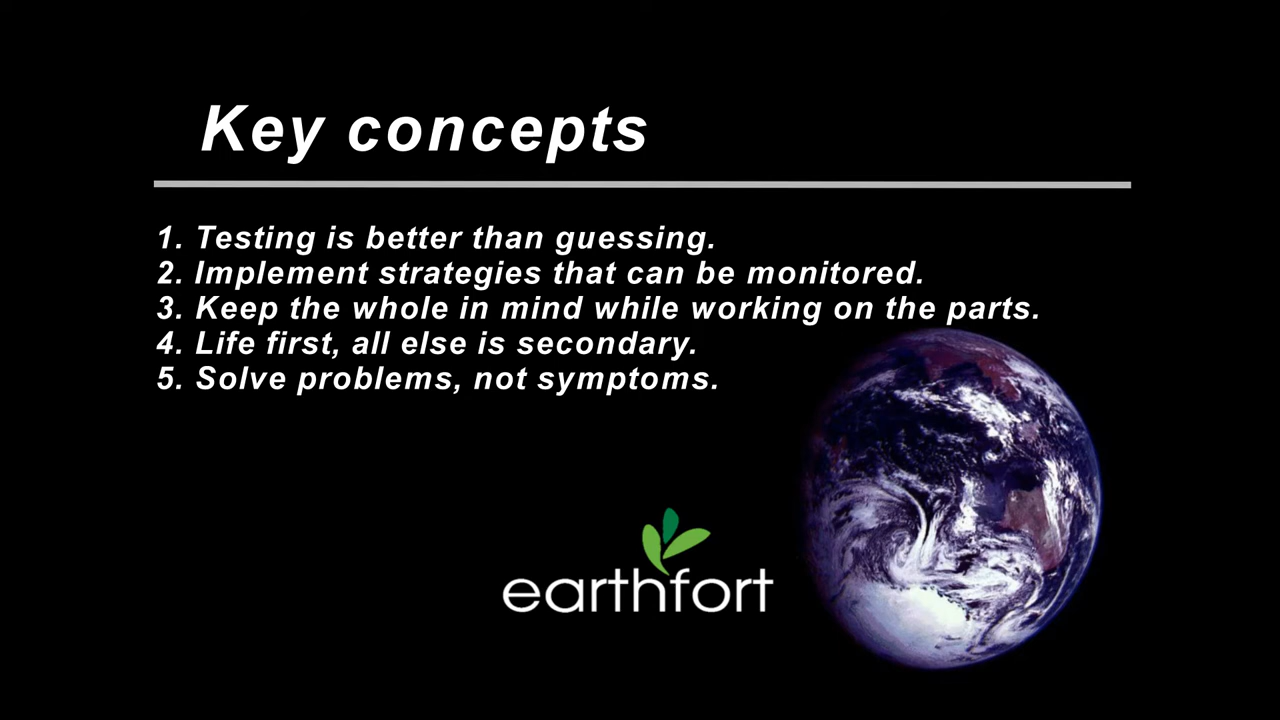 Key concepts
1. Testing is better than guessing.
2. Implement strategies that can be monitored.
3. Keep the whole in mind while working on the parts.
4. Life first, all else is secondary.
5. Solve problems, not symptoms.
earthfort